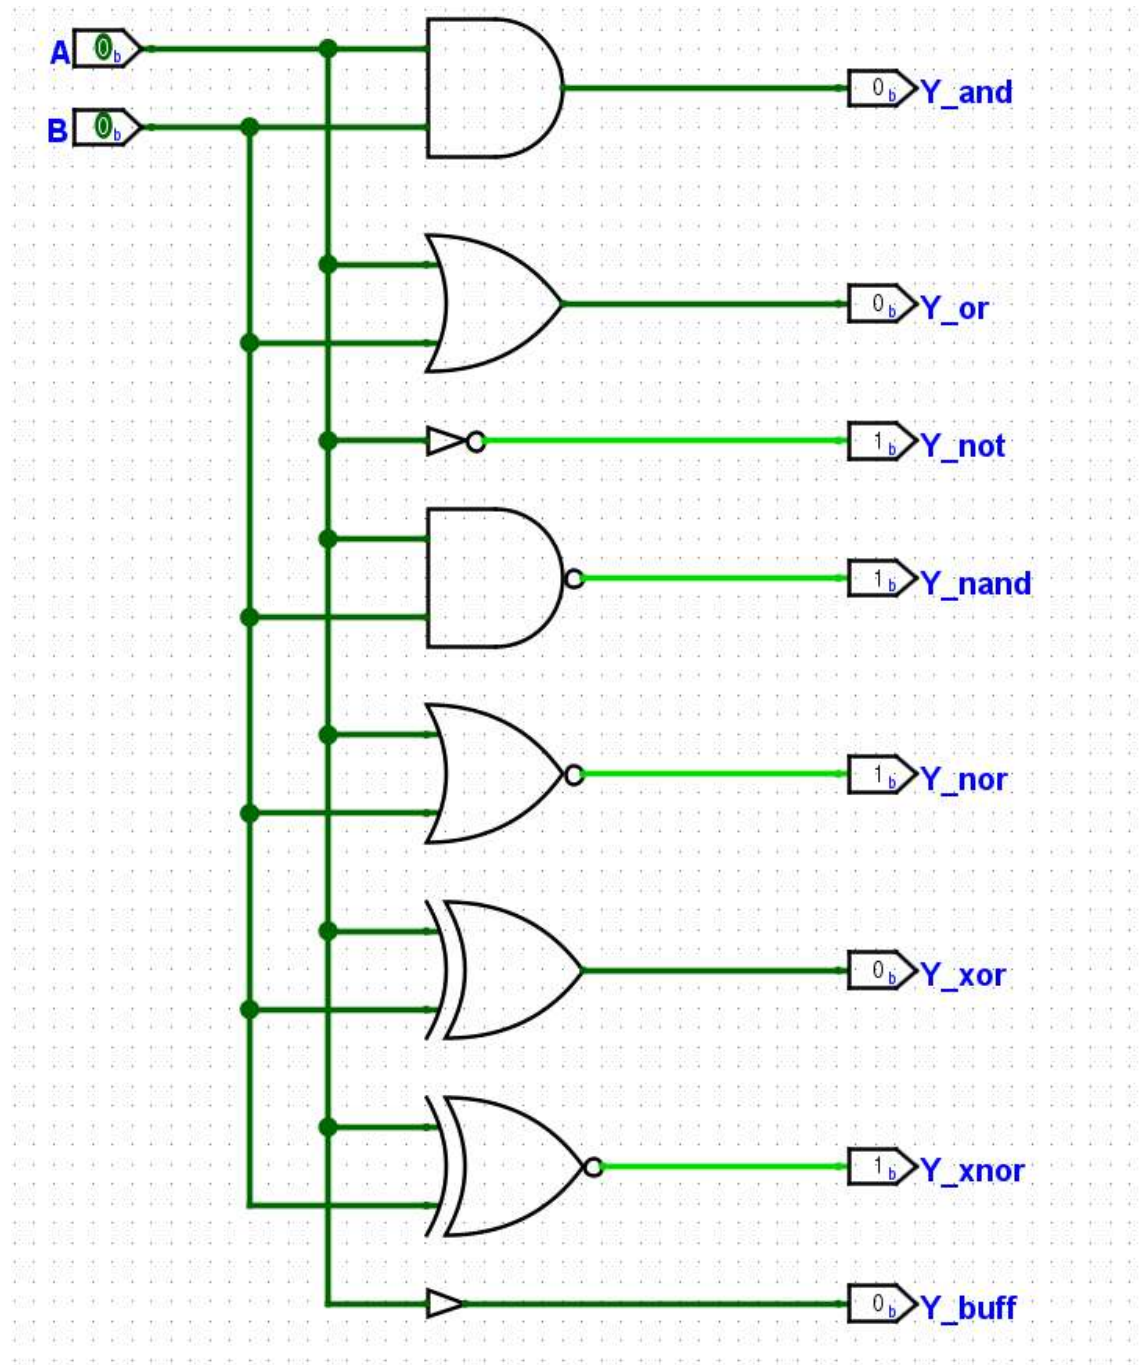 A 0b
0b Y_and
B 0b
0b Y_or
1b Y_not
1b Y_nand
1b Y_nor
0b Y_xor
1b Y_xnor
0b Y_buff